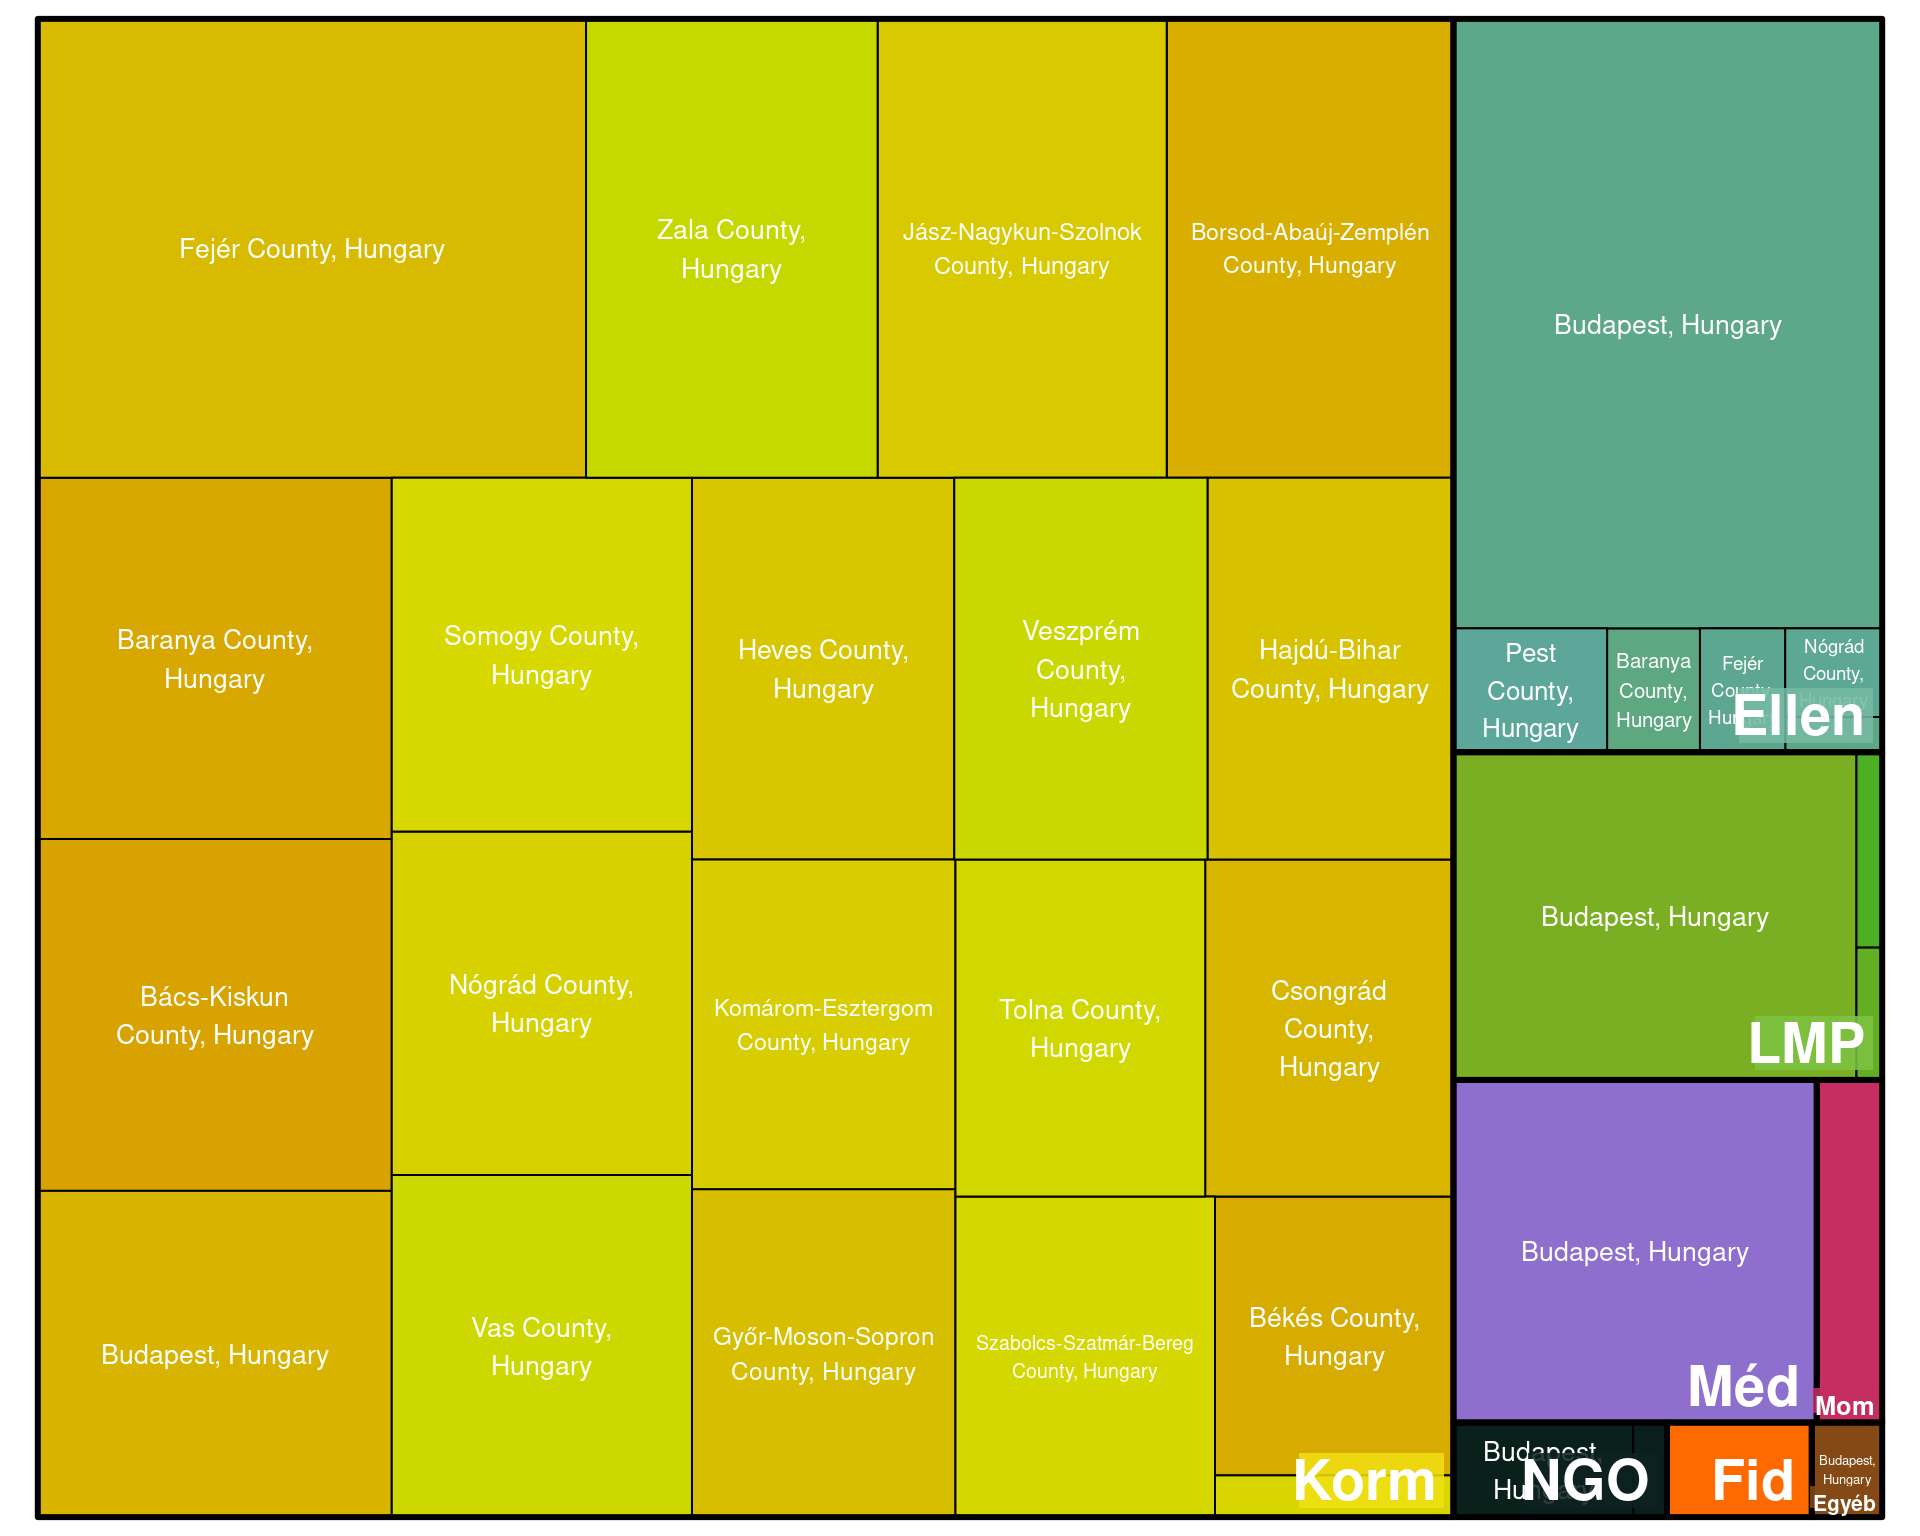 Fejér County, Hungary
Zala County,
Hungary
Jász-Nagykun-Szolnok
County, Hungary
Borsod-Abaúj-Zemplén
County, Hungary
Baranya County,
Hungary
Somogy County,
Hungary
Heves County,
Hungary
Veszprém
County,
Hungary
Hajdú-Bihar
County, Hungary
Bács-Kiskun
County, Hungary
Nógrád County,
Hungary
Komárom-Esztergom
County, Hungary
Tolna County,
Hungary
Csongrád
County,
Hungary
Budapest, Hungary
Vas County,
Hungary
Győr-Moson-Sopron
County, Hungary
Szabolcs-Szatmár-Bereg
County, Hungary
Békés County,
Hungary
Korm
Budapest, Hungary
Pest
County,
Hungary
Baranya
County,
Hungary
Fejér
County,
Nógrád
County,
Hungary
Ellen
Budapest, Hungary
LMP
Budapest, Hungary
Méd
Mom
Budapest,
Hungary
NGO
Fid
Budapest,
Hungary
Egyéb